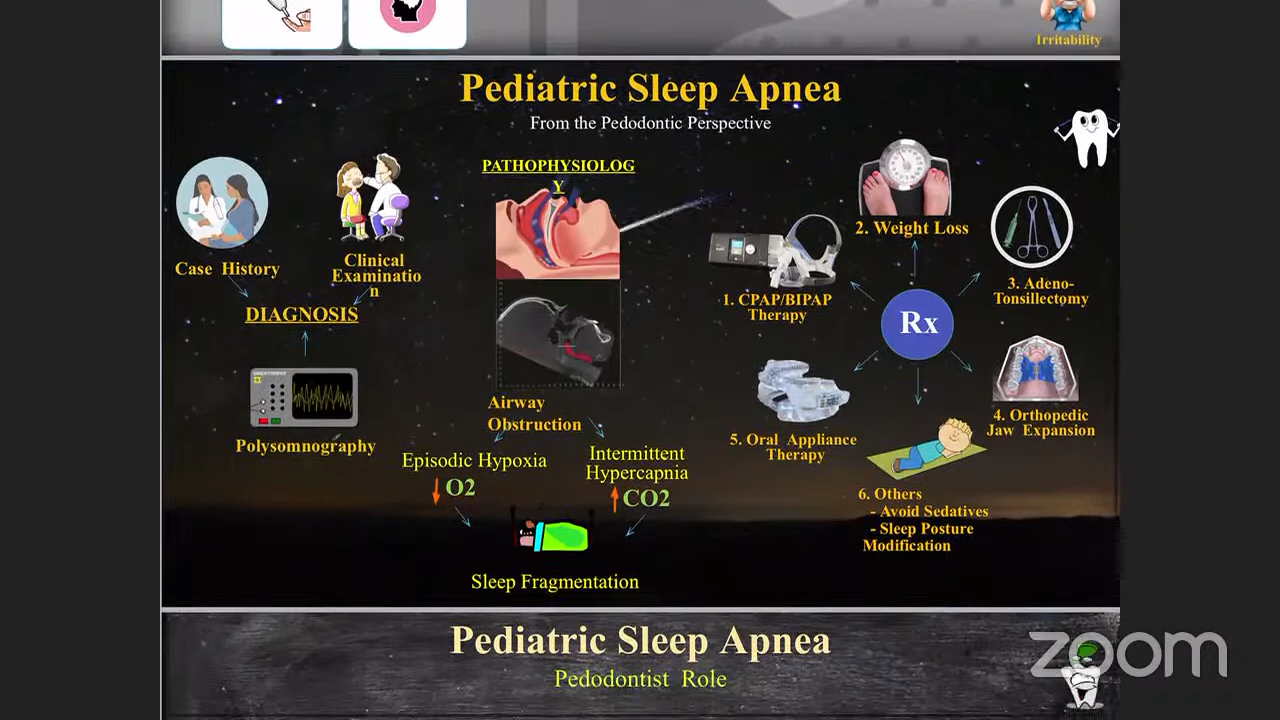 Irritability
Pediatric Sleep Apnea
From the Pedodontic Perspective
Case History
Clinical
Examinatio
n
DIAGNOSIS
Polysomnography
PATHOPHYSIOLOG
Y
Airway
Obstruction
Episodic Hypoxia
O2
Intermittent
Hypercapnia
CO2
Sleep Fragmentation
Rx
1. CPAP/BIPAP
Therapy
2. Weight Loss
3. Adeno-
Tonsillectomy
4. Orthopedic
Jaw Expansion
5. Oral Appliance
Therapy
6. Others
- Avoid Sedatives
- Sleep Posture
Modification
Pediatric Sleep Apnea
Pedodontist Role
zoom